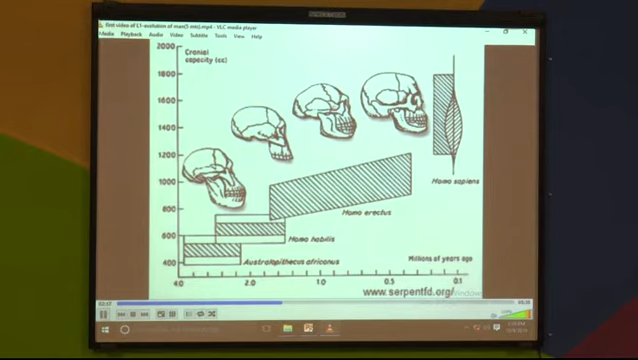 First video of L1-evolution of man(5 mts).mp4 - VLC media player
Media Playback Audio Video Subtitle Tools View Help
2000
Cranial
capacity (cc)
1800
1600
1400
1200
1000
800
600
400
Homo sapiens
Homo erectus
Homo habilis
Australopithecus africanus
Millions of years ago
4.0 2.0 1.0 0.5 0.1
www.serpentfd.org/